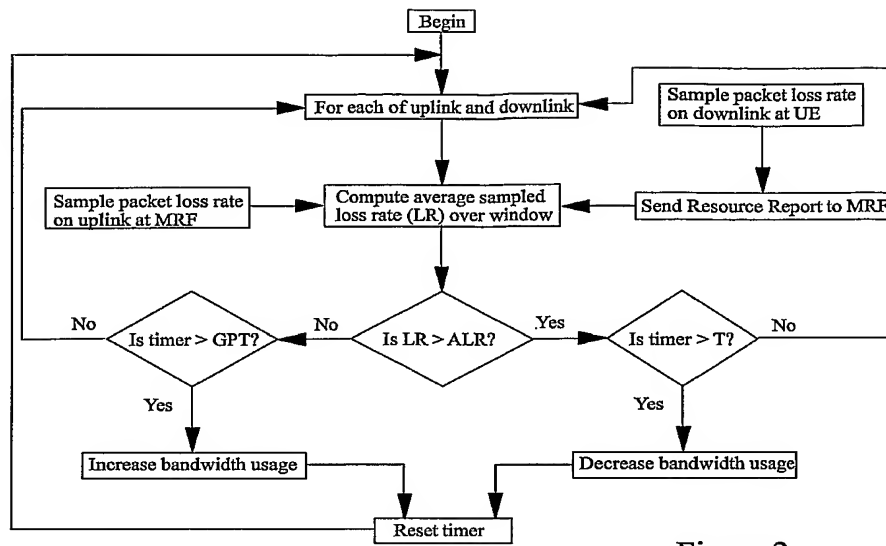 Begin
For each of uplink and downlink
Sample packet loss rate
on downlink at UE
Sample packet loss rate
on uplink at MRF
Compute average sampled
loss rate (LR) over window
Send Resource Report to MRF
No
Is timer > GPT?
No
Is LR > ALR?
Yes
Is timer > T?
No
Yes
Yes
Increase bandwidth usage
Decrease bandwidth usage
Reset timer